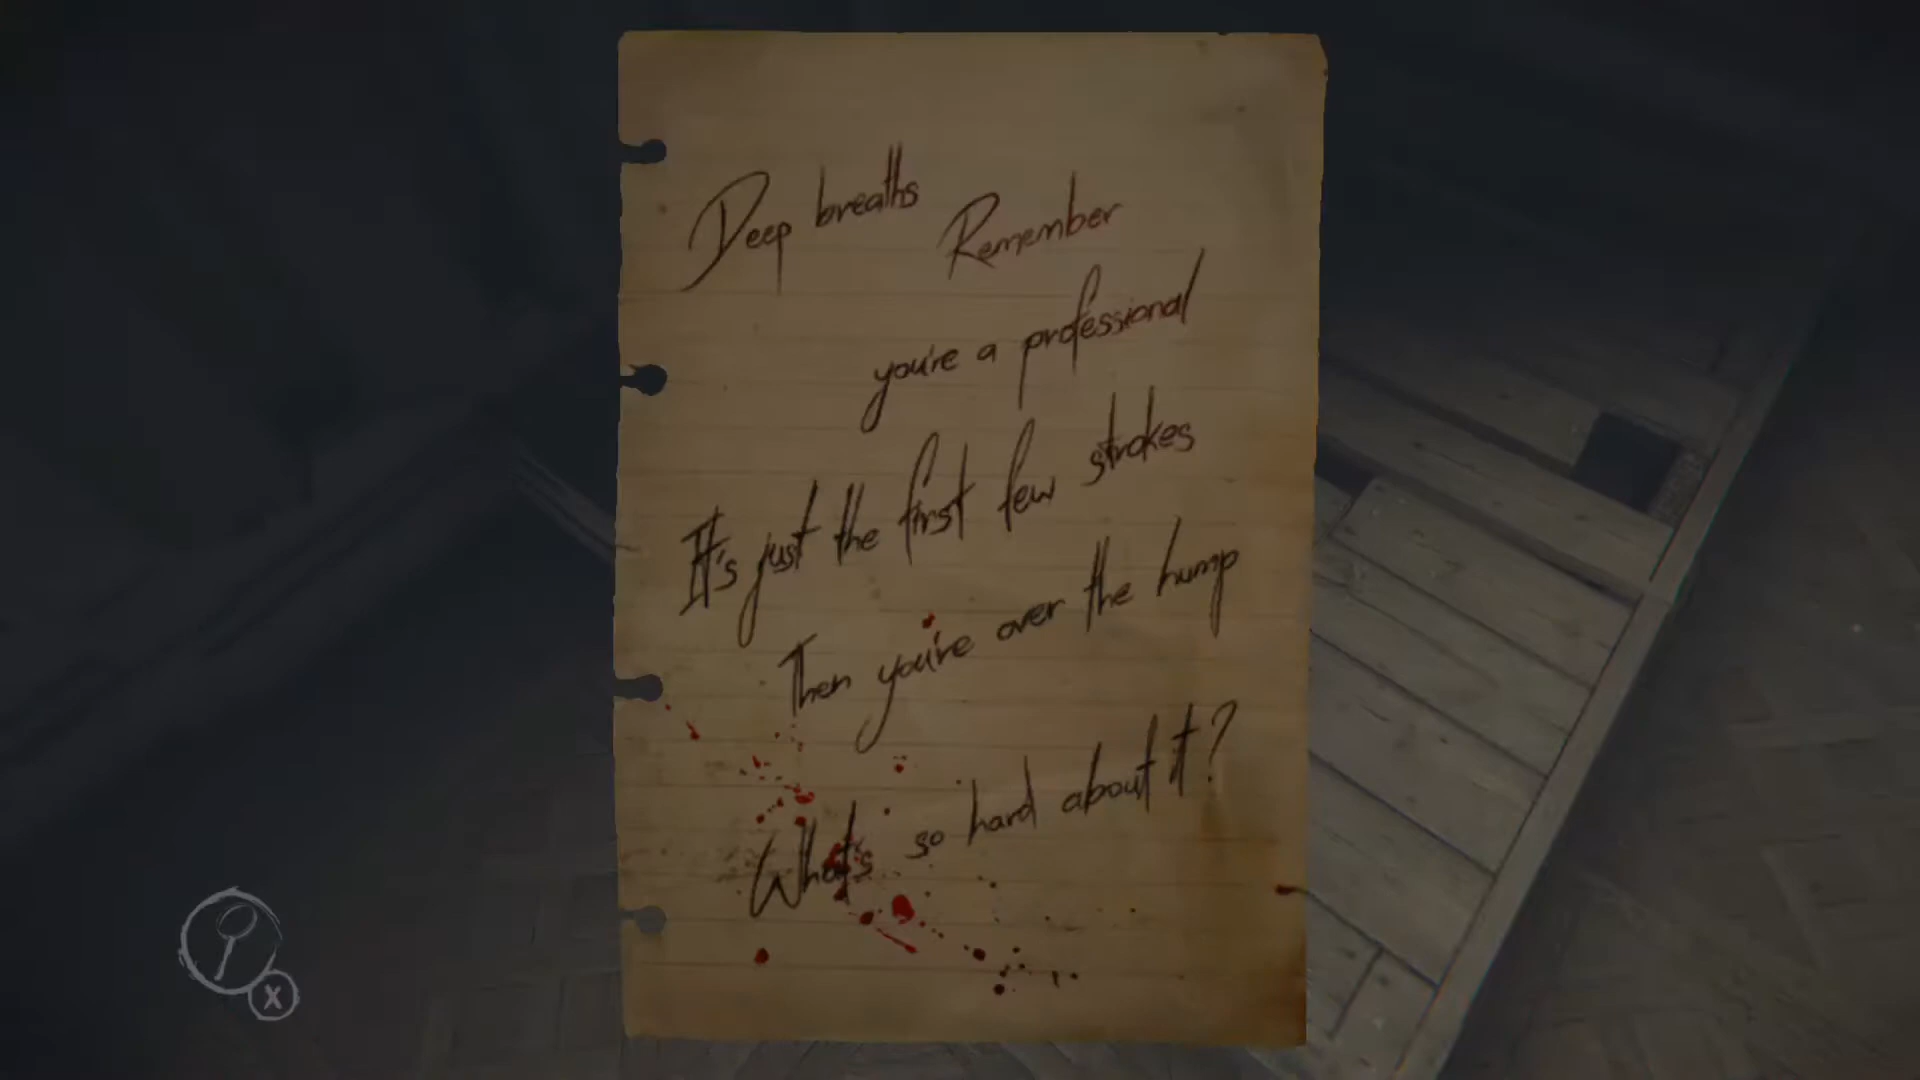 Deep breaths Remember
you're a professional
It's just the first few strokes
Then you're over the hump
What's so hard about it?
X